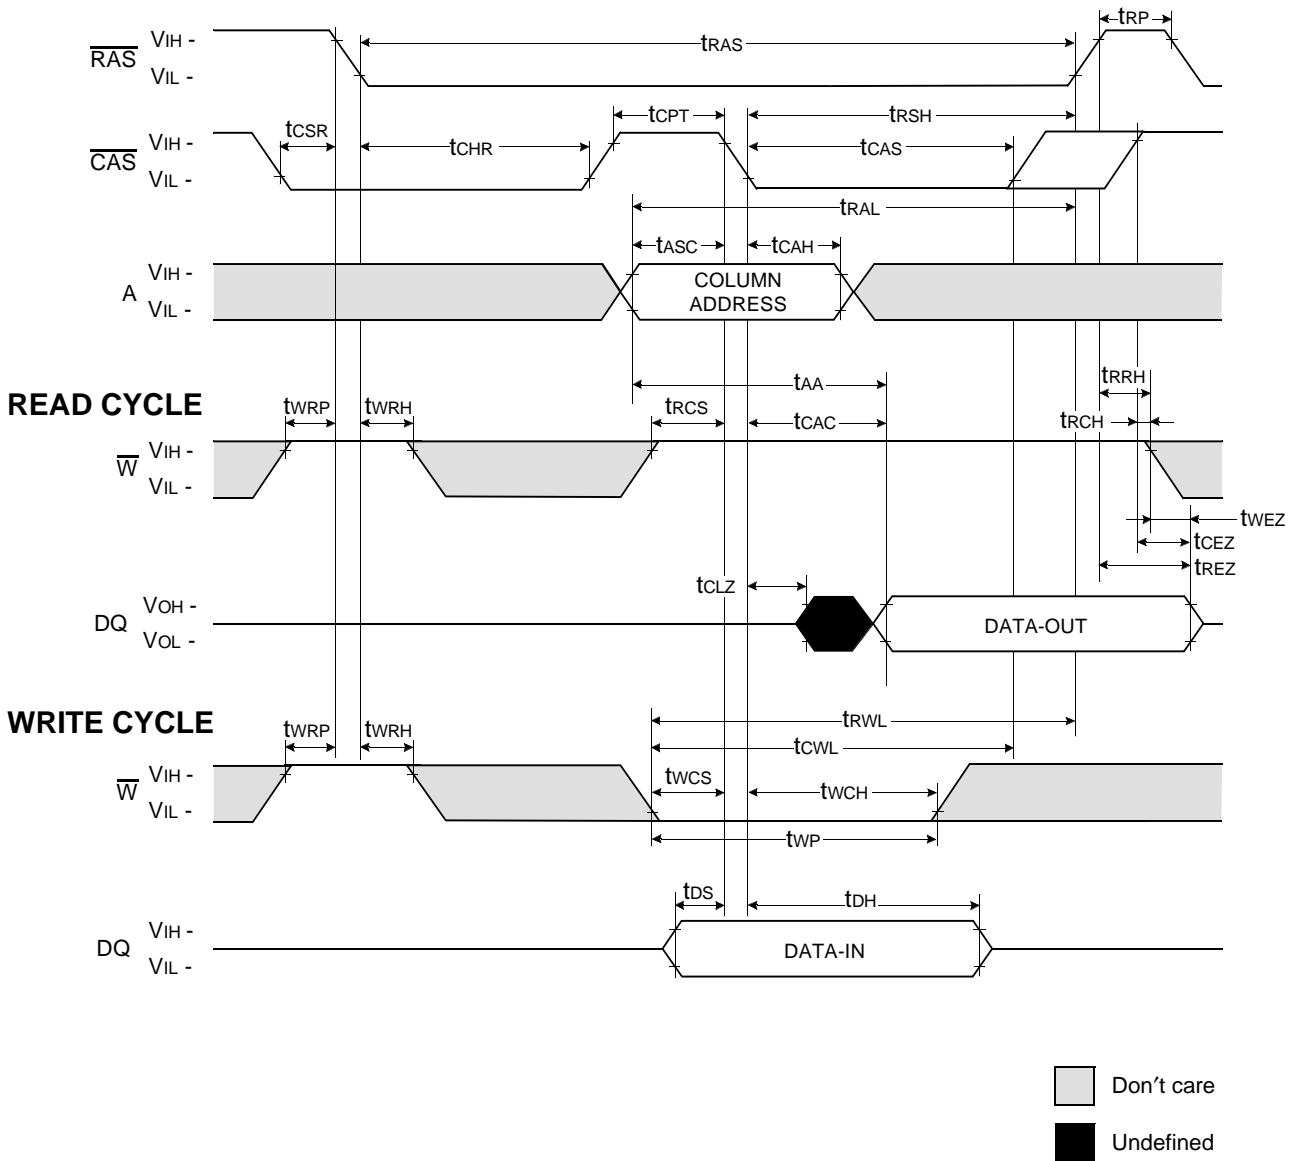 tRP
RAS
VIH -
VIL -
tRAS
tCPT
tRSH
tCSR
CAS
VIH -
VIL -
tCHR
tCAS
tRAL
tASC
tCAH
A
VIH -
VIL -
COLUMN
ADDRESS
tAA
tRRH
READ CYCLE
tWRP
tWRH
tRCS
tCAC
tRCH
W
VIH -
VIL -
tWEZ
tCEZ
tREZ
tCLZ
DQ
VOH -
VOL -
DATA-OUT
WRITE CYCLE
tWRP
tWRH
tRWL
tCWL
W
VIH -
VIL -
tWCS
tWCH
tWP
tDS
tDH
DQ
VIH -
VIL -
DATA-IN
Don′t care
Undefined